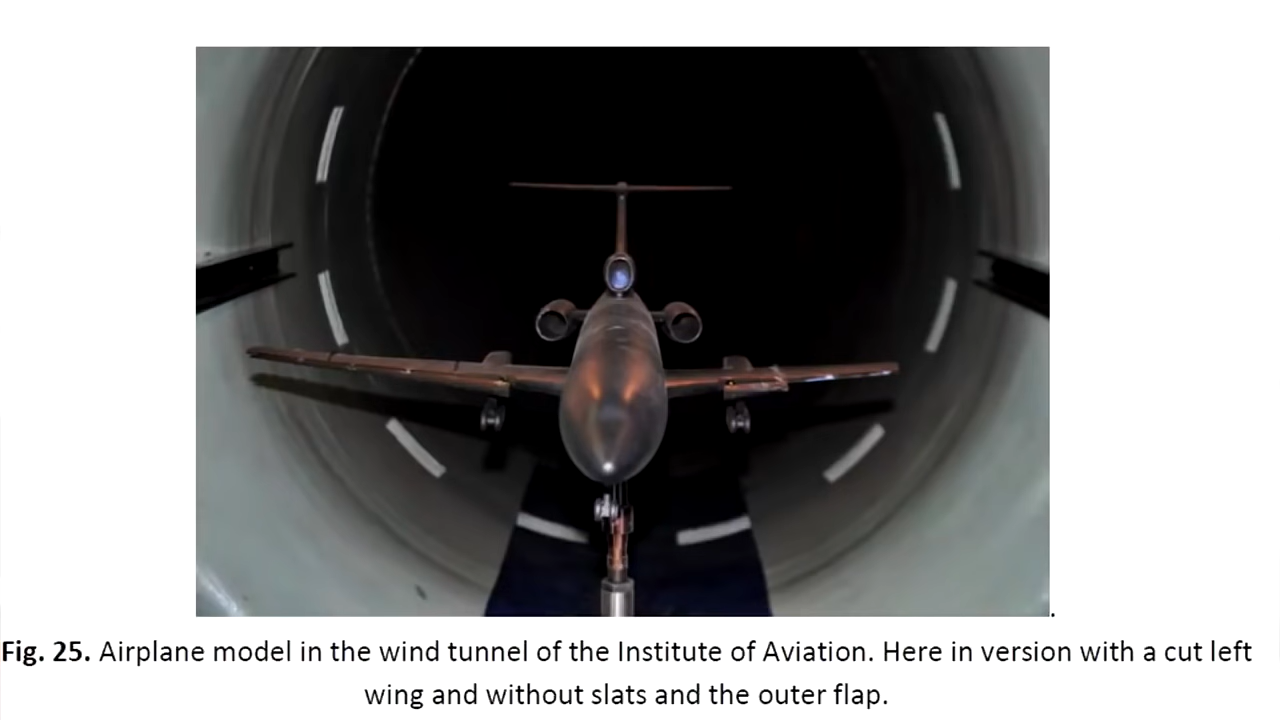 Fig. 25. Airplane model in the wind tunnel of the Institute of Aviation. Here in version with a cut left
wing and without slats and the outer flap.